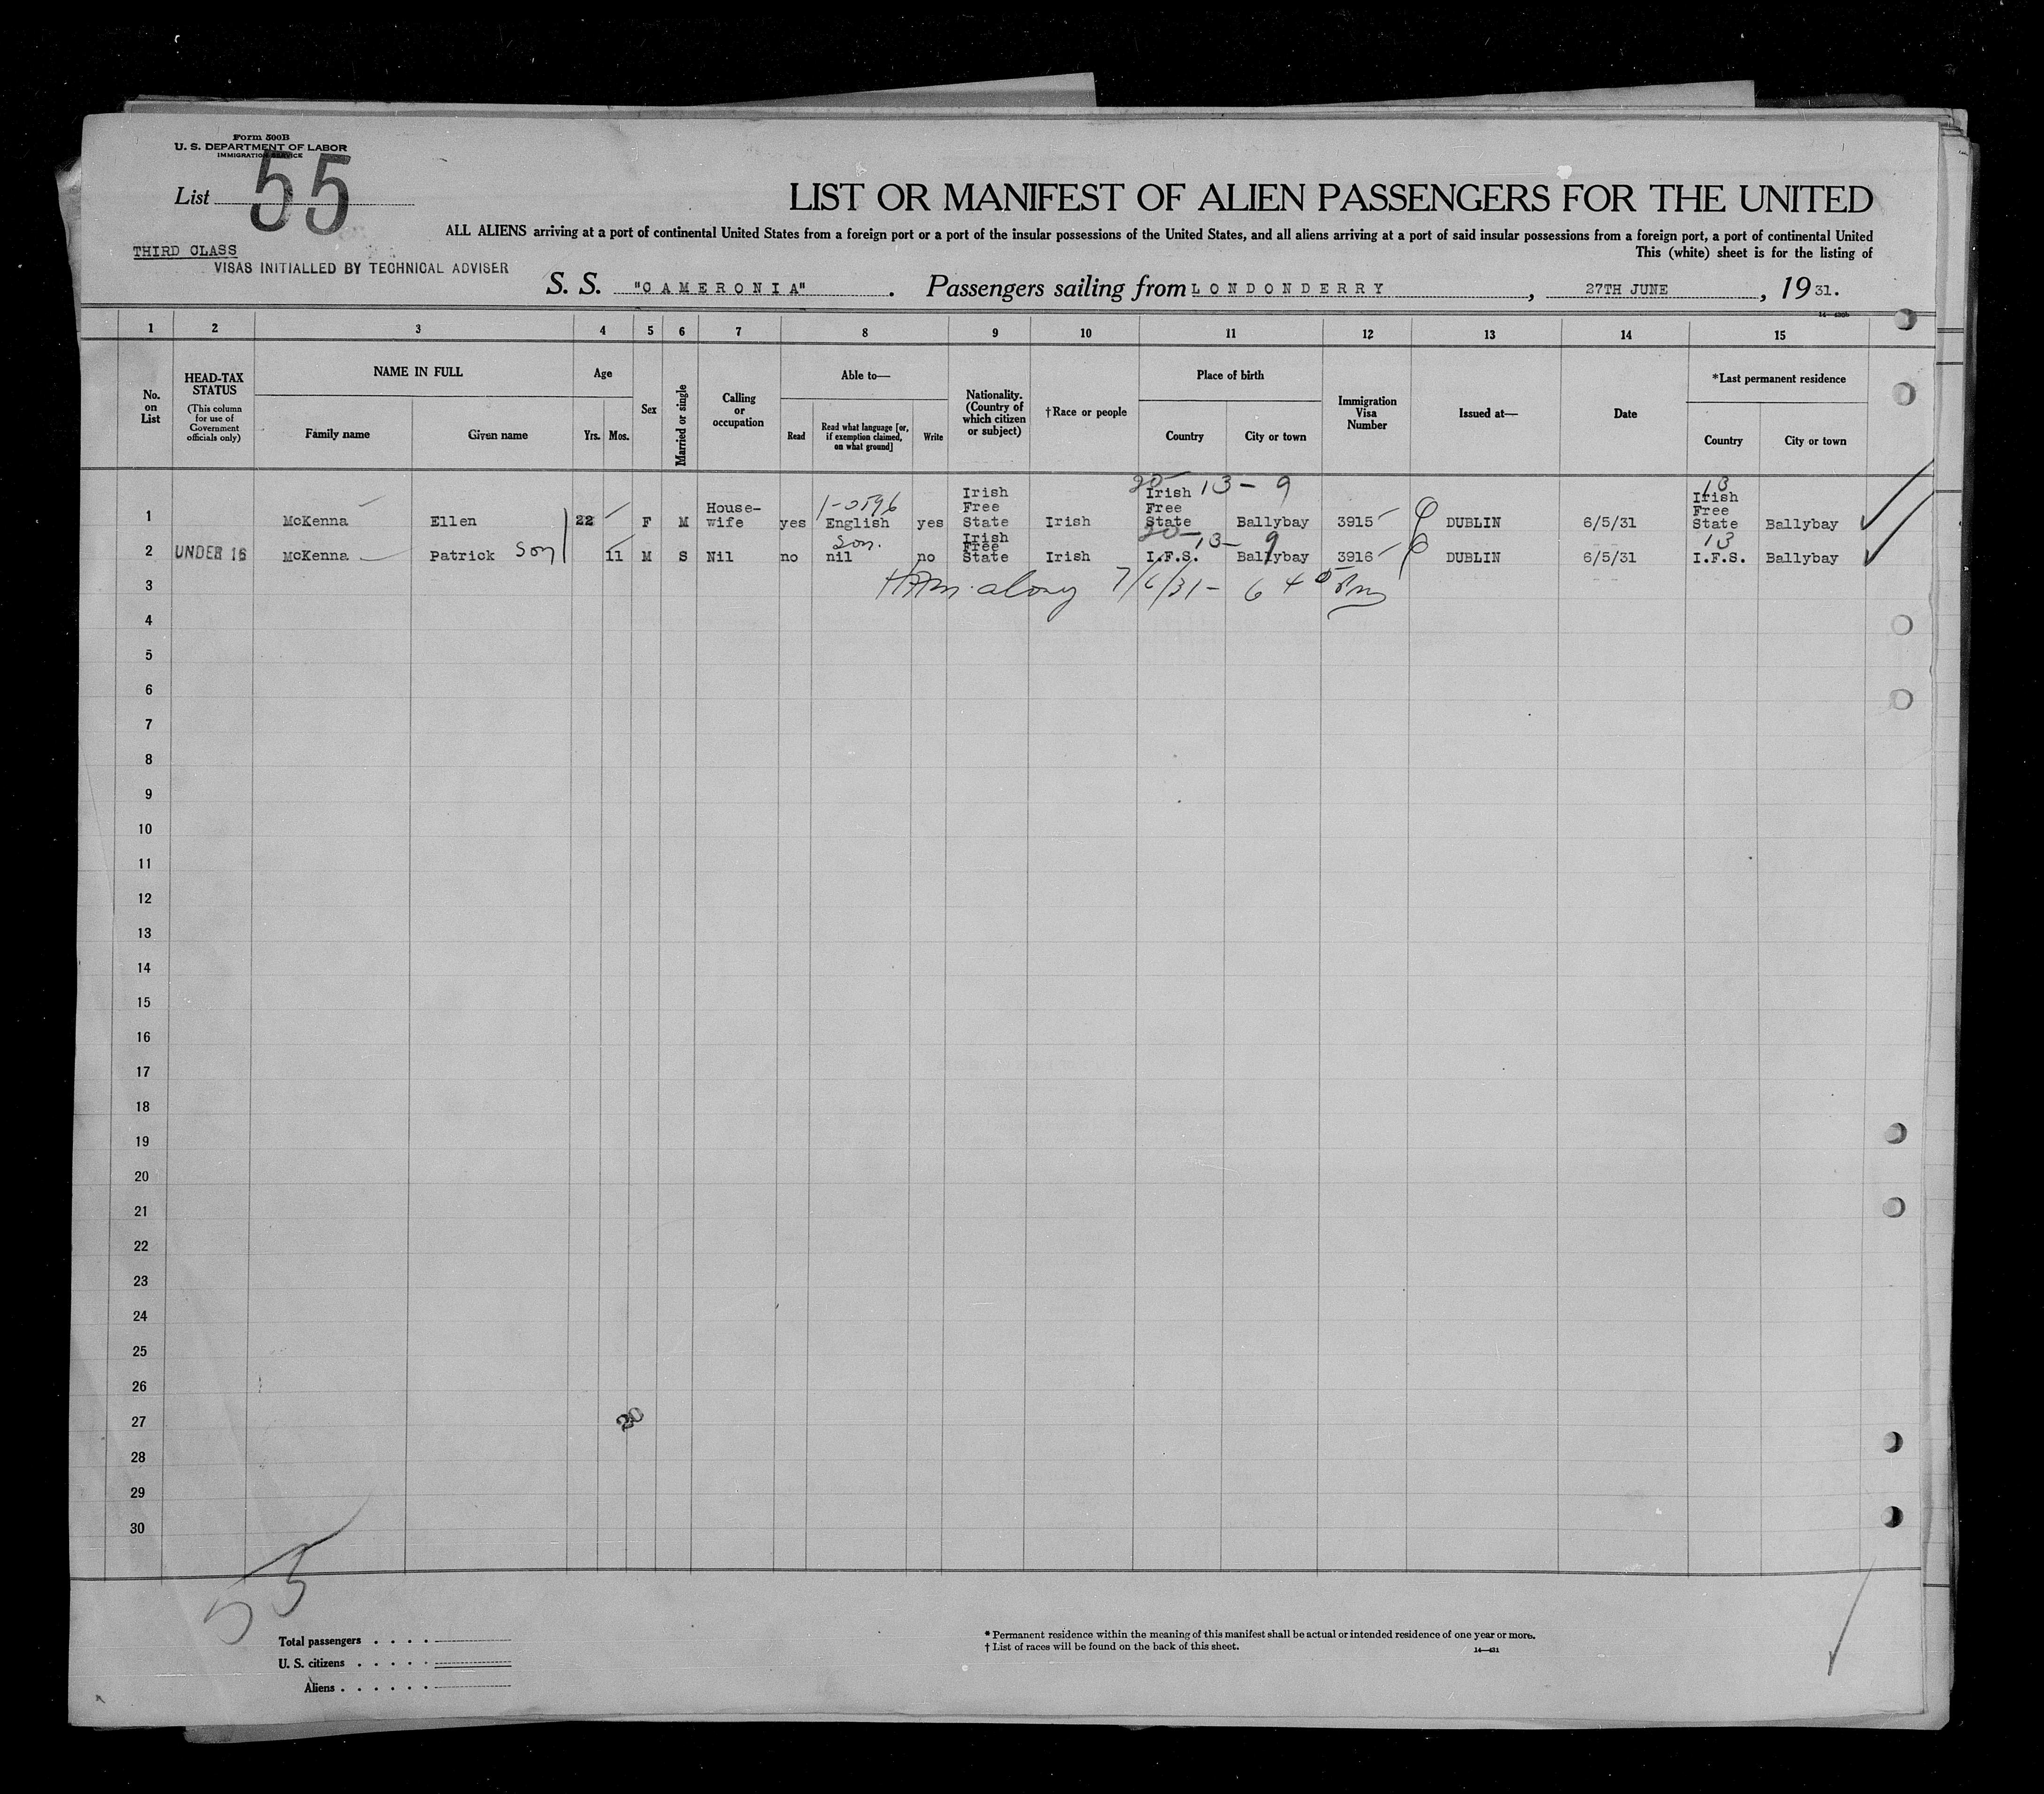 Form 500B
U. S. DEPARTMENT OF LABOR
IMMIGRATION SERVICE
List 55
LIST OR MANIFEST OF ALIEN PASSENGERS FOR THE UNITED
ALL ALIENS arriving at a port of continental United States from a foreign port or a port of the insular possessions of the United States, and all aliens arriving at a port of said insular possessions from a foreign port, a port of continental United
THIRD CLASS
This (white) sheet is for the listing of
VISAS INITIALLED BY TECHNICAL ADVISER
S. S. "CAMERONIA". Passengers sailing from LONDONDERRY, 27TH JUNE, 1931.
1 2 3 4 5 6 7 8 9 10 11 12 13 14 15
No. on List
HEAD-TAX STATUS
(This column for use of Government officials only)
NAME IN FULL
Family name
Given name
Age
Yrs. Mos.
Sex
Married or single
Calling or occupation
Able to—
Read
Read what language [or, if exemption claimed, on what ground]
Write
Nationality. (Country of which citizen or subject)
†Race or people
Place of birth
Country
City or town
Immigration Visa Number
Issued at—
Date
*Last permanent residence
Country
City or town
1 McKenna Ellen 22 F M House-wife yes 1-0596 English yes Irish Free State Irish 20 13-9 Irish Free State Ballybay 3915 DUBLIN 6/5/31 13 Irish Free State Ballybay
2 UNDER 16 McKenna Patrick son 11 M S Nil no son. nil no Irish Free State Irish 20 13-9 I.F.S. Ballybay 3916 DUBLIN 6/5/31 13 I.F.S. Ballybay
3 along 7/6/31 - 6 40 Pm
4
5
6
7
8
9
10
11
12
13
14
15
16
17
18
19
20
21
22
23
24
25
26
27
20
28
29
30
55
Total passengers
U. S. citizens
Aliens
* Permanent residence within the meaning of this manifest shall be actual or intended residence of one year or more.
† List of races will be found on the back of this sheet.
14—431